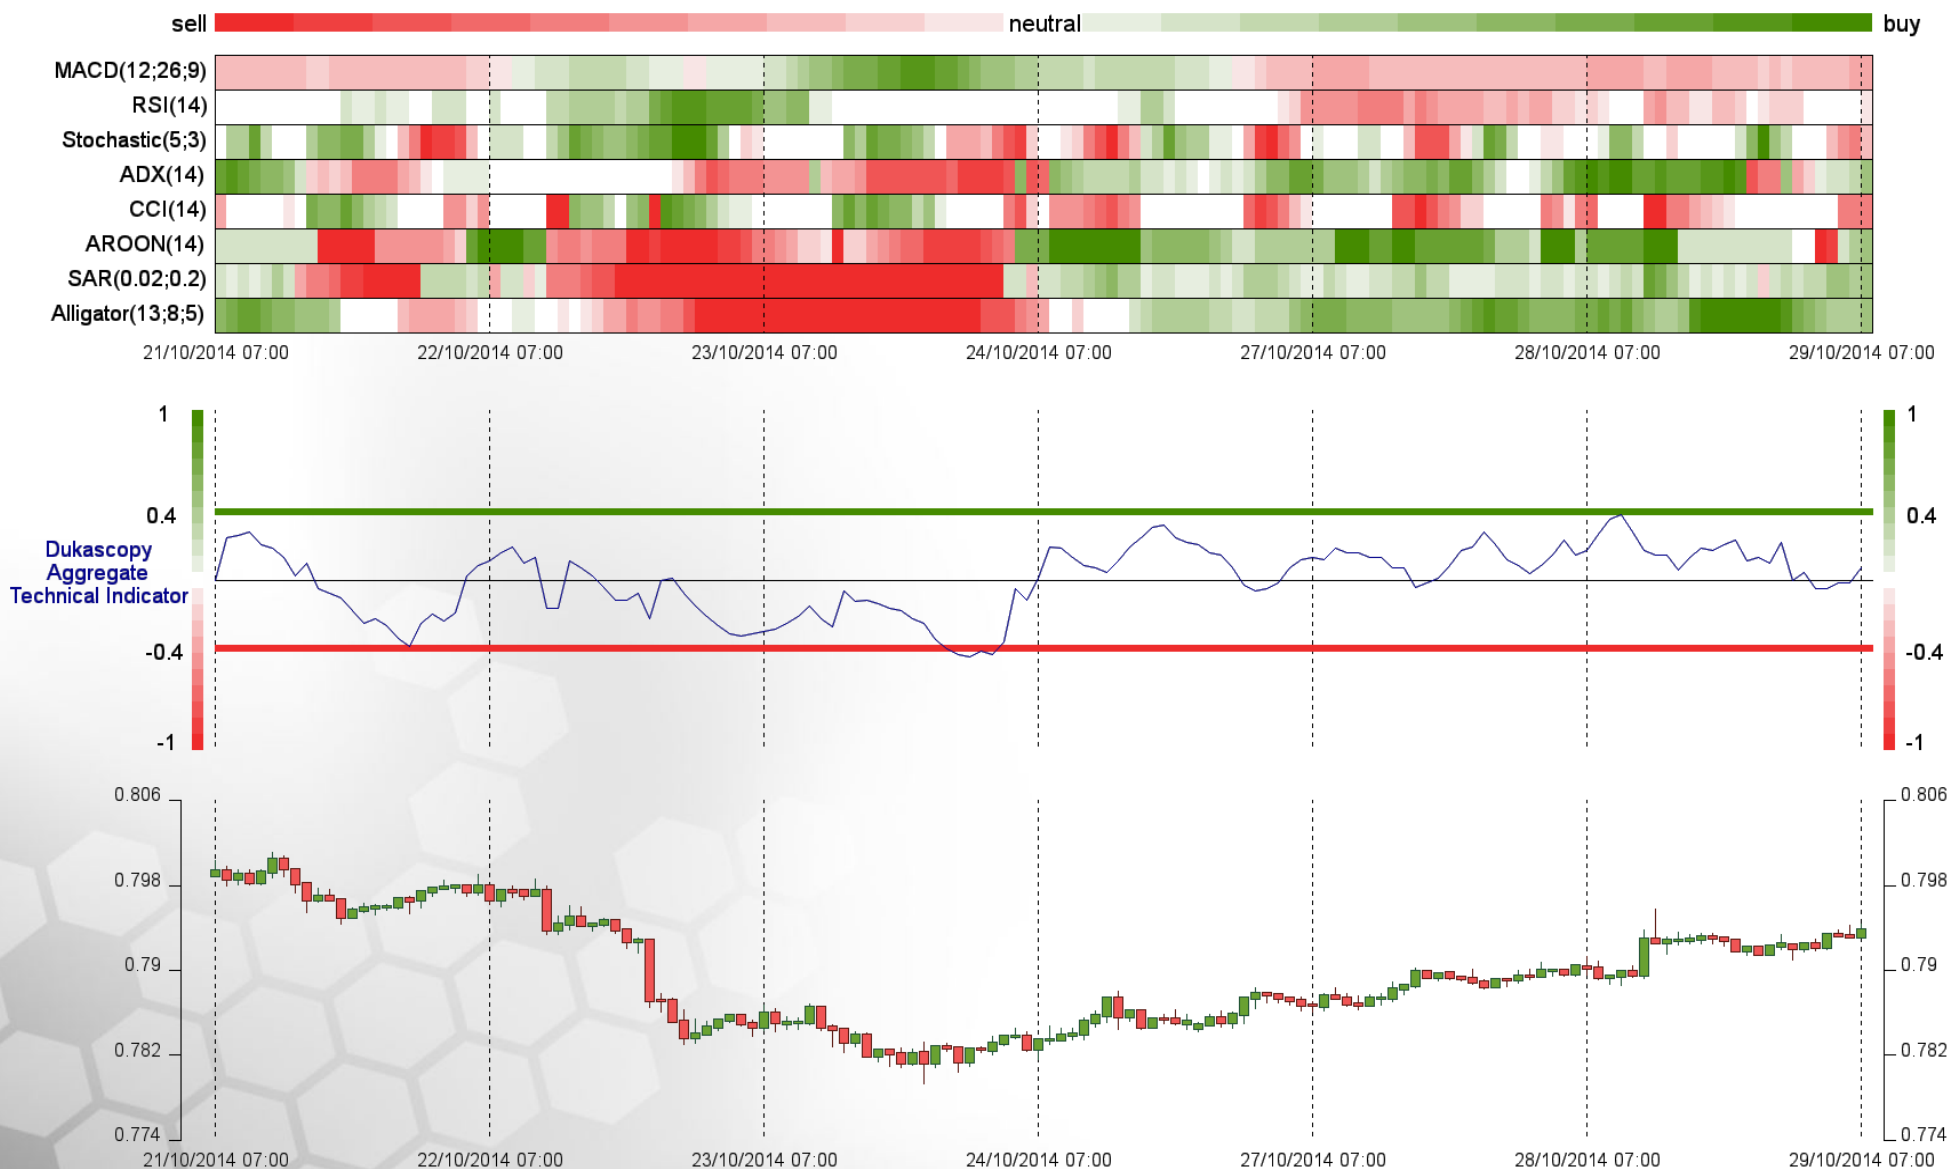 sell neutral buy
MACD(12;26;9)
RSI(14)
Stochastic(5;3)
ADX(14)
CCI(14)
AROON(14)
SAR(0.02;0.2)
Alligator(13;8;5)
21/10/2014 07:00 22/10/2014 07:00 23/10/2014 07:00 24/10/2014 07:00 27/10/2014 07:00 28/10/2014 07:00 29/10/2014 07:00
1 1
0.4 0.4
Dukascopy
Aggregate
Technical Indicator
-0.4 -0.4
-1 -1
0.806 0.806
0.798 0.798
0.79 0.79
0.782 0.782
0.774 0.774
21/10/2014 07:00 22/10/2014 07:00 23/10/2014 07:00 24/10/2014 07:00 27/10/2014 07:00 28/10/2014 07:00 29/10/2014 07:00